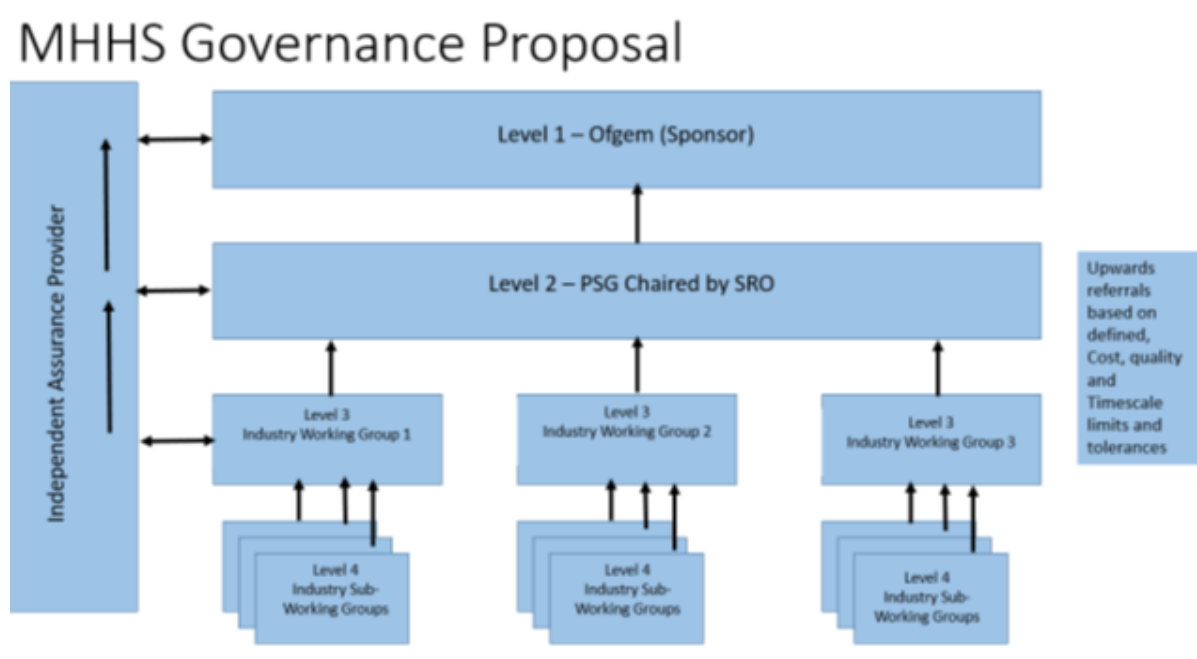 MHHS Governance Proposal
Independent Assurance Provider
Level 1 – Ofgem (Sponsor)
Level 2 – PSG Chaired by SRO
Upwards
referrals
based on
defined,
Cost, quality
and
Timescale
limits and
tolerances
Level 3
Industry Working Group 1
Level 3
Industry Working Group 2
Level 3
Industry Working Group 3
Level 4
Industry Sub-
Working Groups
Level 4
Industry Sub-
Working Groups
Level 4
Industry Sub-
Working Groups